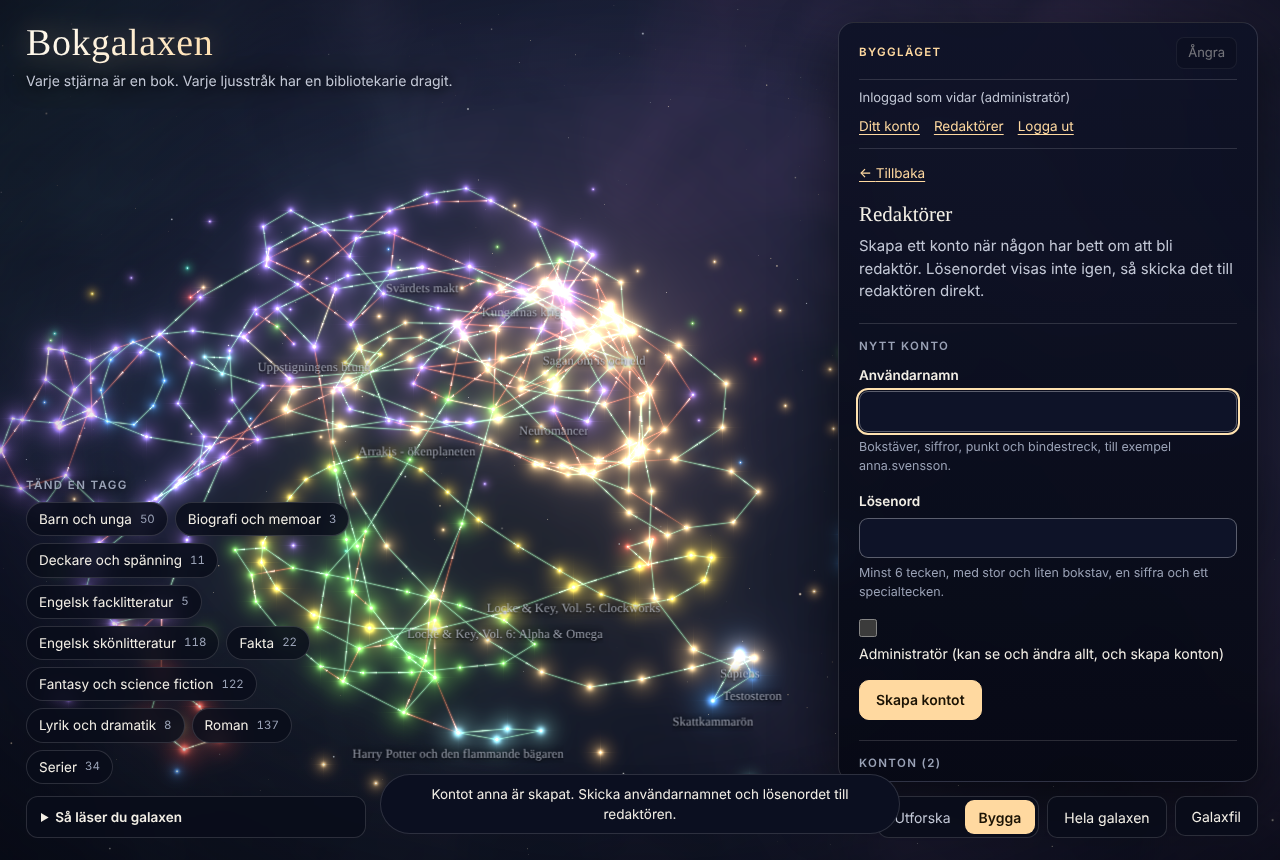 Bokgalaxen
Varje stjärna är en bok. Varje ljusstråk har en bibliotekarie dragit.
BYGGLÄGET
Ångra
Inloggad som vidar (administratör)
Ditt konto Redaktörer Logga ut
← Tillbaka
Redaktörer
Skapa ett konto när någon har bett om att bli
redaktör. Lösenordet visas inte igen, så skicka det till
redaktören direkt.
NYTT KONTO
Användarnamn
Bokstäver, siffror, punkt och bindestreck, till exempel
anna.svensson.
Lösenord
Minst 6 tecken, med stor och liten bokstav, en siffra och ett
specialtecken.
Administratör (kan se och ändra allt, och skapa konton)
Skapa kontot
KONTON (2)
Svärdets makt
Kungarnas
Uppstigningens
Sagan om
Neuromancer
Arrakis - ökenplaneten
Locke & Key, Vol. 5: Clockworks
Locke & Key, Vol. 6: Alpha & Omega
Sapiens
Testosteron
Skattkammarön
Harry Potter och den flammande bägaren
TÄND EN TAGG
Barn och unga 50
Biografi och memoar 3
Deckare och spänning 11
Engelsk facklitteratur 5
Engelsk skönlitteratur 118
Fakta 22
Fantasy och science fiction 122
Lyrik och dramatik 8
Roman 137
Serier 34
▶ Så läser du galaxen
Kontot anna är skapat. Skicka användarnamnet och lösenordet till
redaktören.
Utforska
Bygga
Hela galaxen
Galaxfil